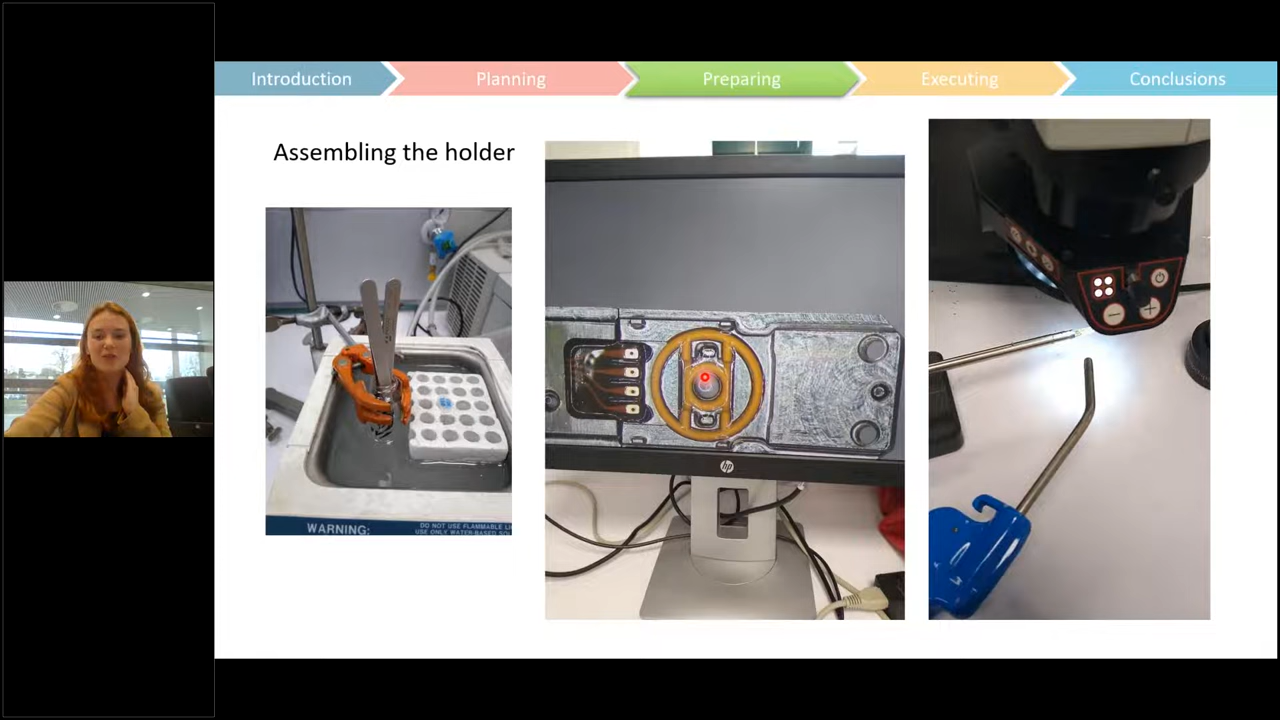 Introduction
Planning
Preparing
Executing
Conclusions
Assembling the holder
hp
WARNING:
DO NOT USE FLAMMABLE LI
USE ONLY WATER-BASED SOL